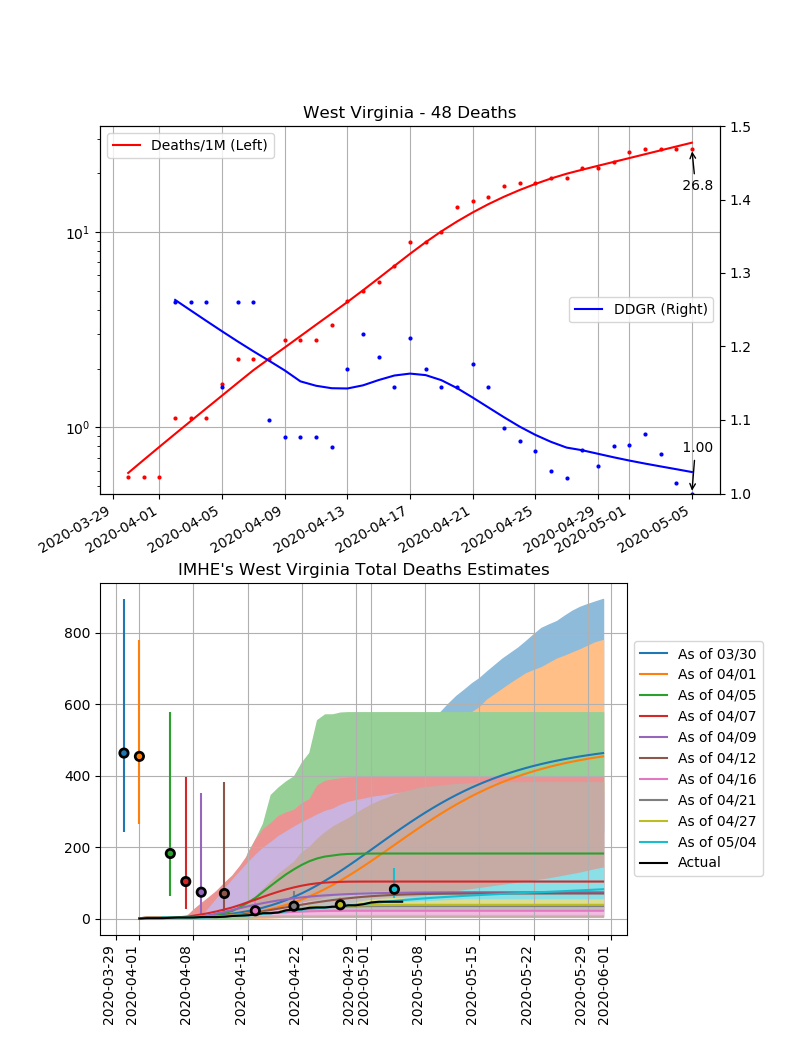 West Virginia - 48 Deaths
Deaths/1M (Left)
DDGR (Right)
10^1
10^0
1.5
1.4
1.3
1.2
1.1
1.0
26.8
1.00
2020-03-29
2020-04-01
2020-04-05
2020-04-09
2020-04-13
2020-04-17
2020-04-21
2020-04-25
2020-04-29
2020-05-01
2020-05-05
IMHE's West Virginia Total Deaths Estimates
800
600
400
200
0
As of 03/30
As of 04/01
As of 04/05
As of 04/07
As of 04/09
As of 04/12
As of 04/16
As of 04/21
As of 04/27
As of 05/04
Actual
2020-03-29
2020-04-01
2020-04-08
2020-04-15
2020-04-22
2020-04-29
2020-05-01
2020-05-08
2020-05-15
2020-05-22
2020-05-29
2020-06-01